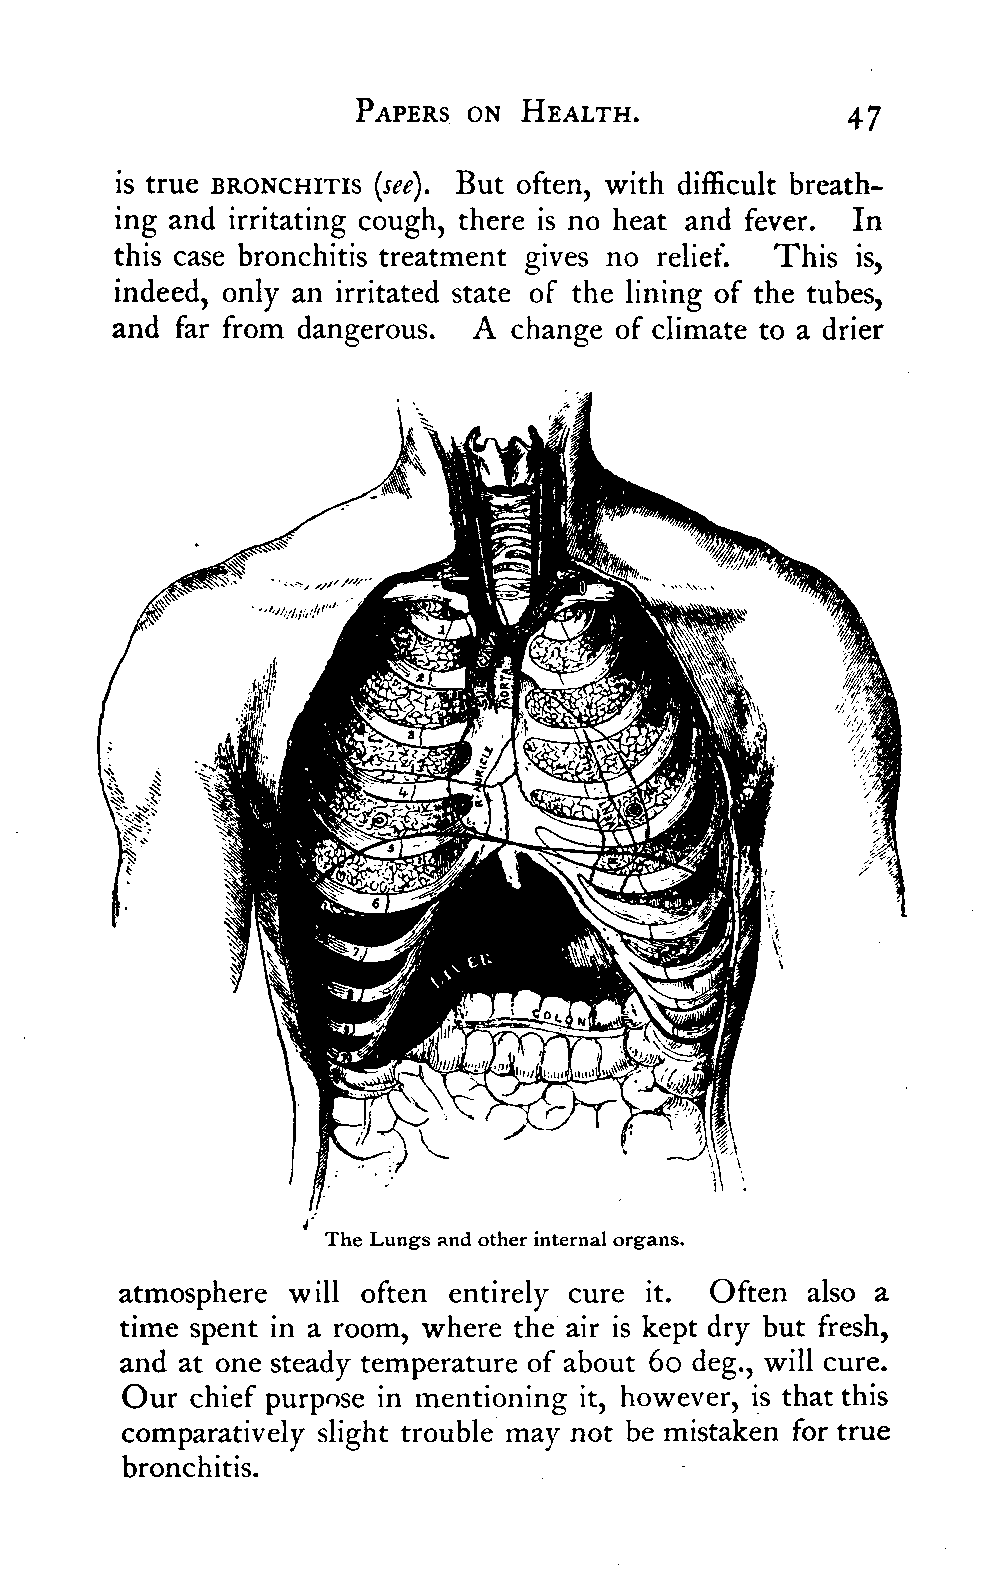 PAPERS ON HEALTH. 47
is true BRONCHITIS (see). But often, with difficult breath-
ing and irritating cough, there is no heat and fever. In
this case bronchitis treatment gives no relief. This is,
indeed, only an irritated state of the lining of the tubes,
and far from dangerous. A change of climate to a drier
1
2
AORTA
3
R. AURICLE
4
5
6
7
8
LIVER
COLON
The Lungs and other internal organs.
atmosphere will often entirely cure it. Often also a
time spent in a room, where the air is kept dry but fresh,
and at one steady temperature of about 60 deg., will cure.
Our chief purpose in mentioning it, however, is that this
comparatively slight trouble may not be mistaken for true
bronchitis.